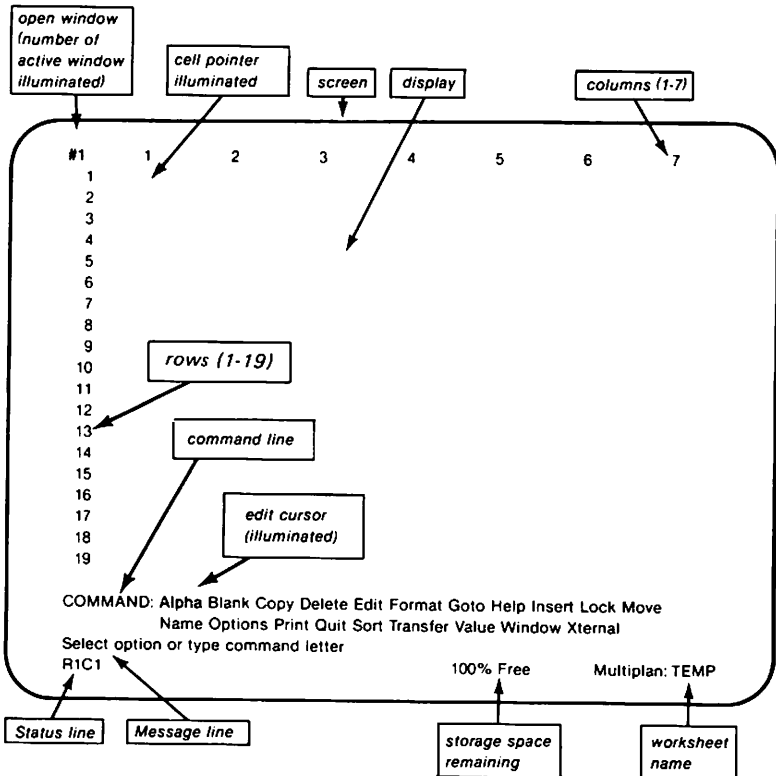 open window
(number of
active window
illuminated)
cell pointer
illuminated
screen
display
columns (1-7)
#1 1 2 3 4 5 6 7
1
2
3
4
5
6
7
8
9
10
11
12
13
14
15
16
17
18
19
rows (1-19)
command line
edit cursor
(illuminated)
COMMAND: Alpha Blank Copy Delete Edit Format Goto Help Insert Lock Move
Name Options Print Quit Sort Transfer Value Window Xternal
Select option or type command letter
R1C1 100% Free Multiplan: TEMP
Status line
Message line
storage space
remaining
worksheet
name